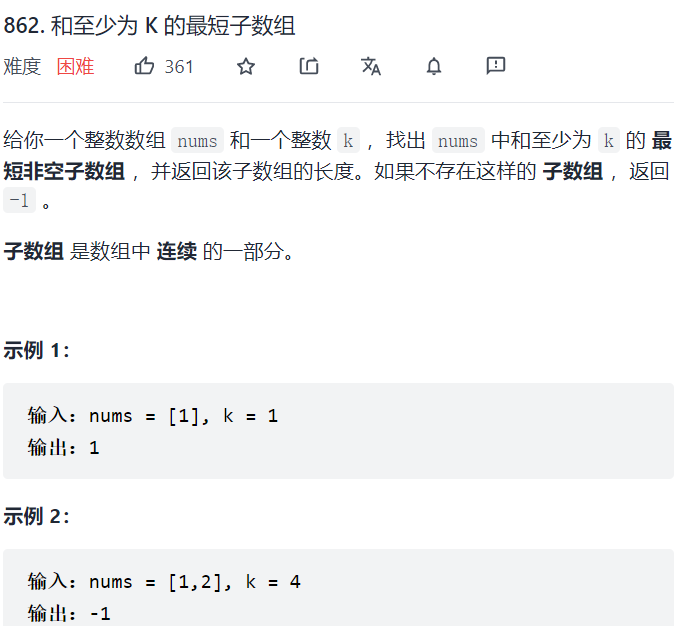 862. 和至少为 K 的最短子数组
难度 困难 361
给你一个整数数组 nums 和一个整数 k ，找出 nums 中和至少为 k 的 最
短非空子数组 ，并返回该子数组的长度。如果不存在这样的 子数组 ，返回
-1 。
子数组 是数组中 连续 的一部分。
示例 1：
输入：nums = [1], k = 1
输出：1
示例 2：
输入：nums = [1,2], k = 4
输出：-1